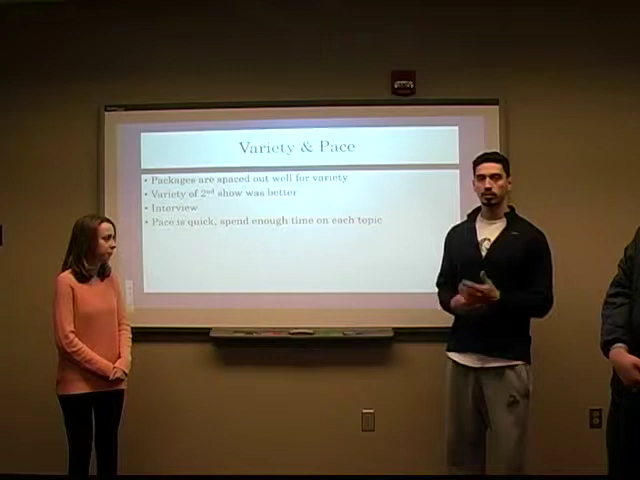 Variety & Pace
• Packages are spaced out well for variety
• Variety of 2nd show was better
• Interview
• Pace is quick, spend enough time on each topic